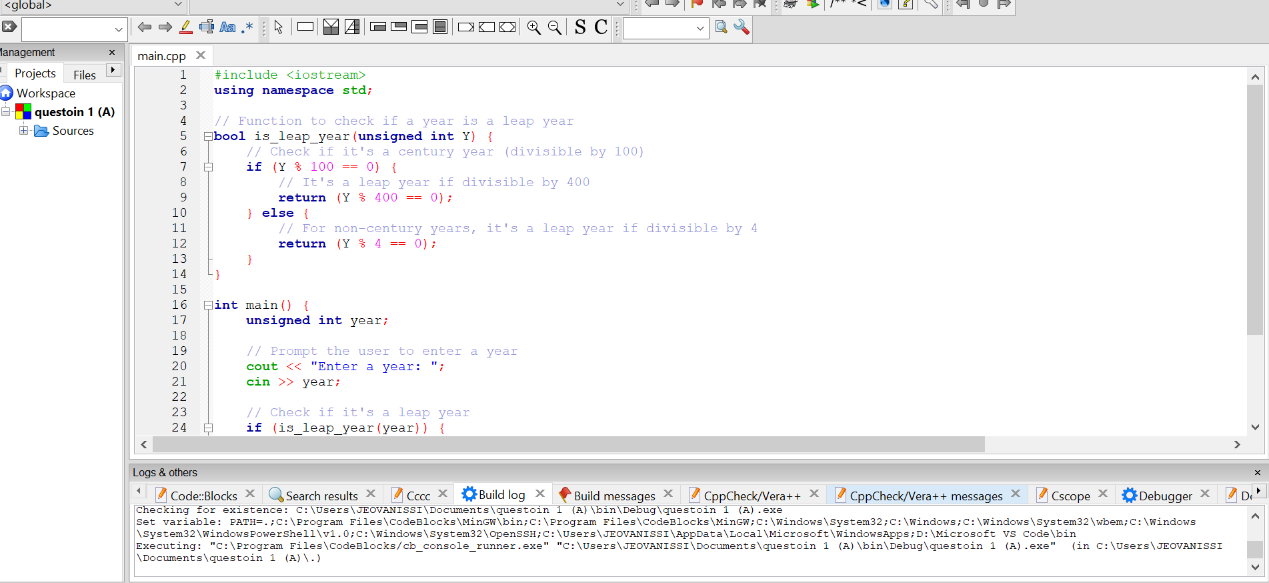 <global>
Aa .*
S C
Management
main.cpp
Projects Files
Workspace
questoin 1 (A)
Sources
1 #include <iostream>
2 using namespace std;
3
4 // Function to check if a year is a leap year
5 bool is_leap_year(unsigned int Y) {
6 // Check if it's a century year (divisible by 100)
7 if (Y % 100 == 0) {
8 // It's a leap year if divisible by 400
9 return (Y % 400 == 0);
10 } else {
11 // For non-century years, it's a leap year if divisible by 4
12 return (Y % 4 == 0);
13 }
14 }
15
16 int main() {
17 unsigned int year;
18
19 // Prompt the user to enter a year
20 cout << "Enter a year: ";
21 cin >> year;
22
23 // Check if it's a leap year
24 if (is_leap_year(year)) {
Logs & others
Code::Blocks Search results Cccc Build log Build messages CppCheck/Vera++ CppCheck/Vera++ messages Cscope Debugger
Checking for existence: C:\Users\JEOVANISSI\Documents\questoin 1 (A)\bin\Debug\questoin 1 (A).exe
Set variable: PATH=.;C:\Program Files\CodeBlocks\MinGW\bin;C:\Program Files\CodeBlocks\MinGW;C:\Windows\System32;C:\Windows;C:\Windows\System32\wbem;C:\Windows
\System32\WindowsPowerShell\v1.0;C:\Windows\System32\OpenSSH;C:\Users\JEOVANISSI\AppData\Local\Microsoft\WindowsApps;D:\Microsoft VS Code\bin
Executing: "C:\Program Files\CodeBlocks/cb_console_runner.exe" "C:\Users\JEOVANISSI\Documents\questoin 1 (A)\bin\Debug\questoin 1 (A).exe"  (in C:\Users\JEOVANISSI
\Documents\questoin 1 (A)\.)